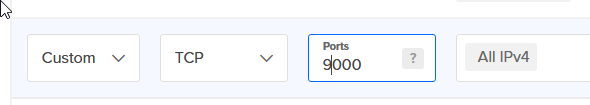 Custom
TCP
Ports
9000
?
All IPv4